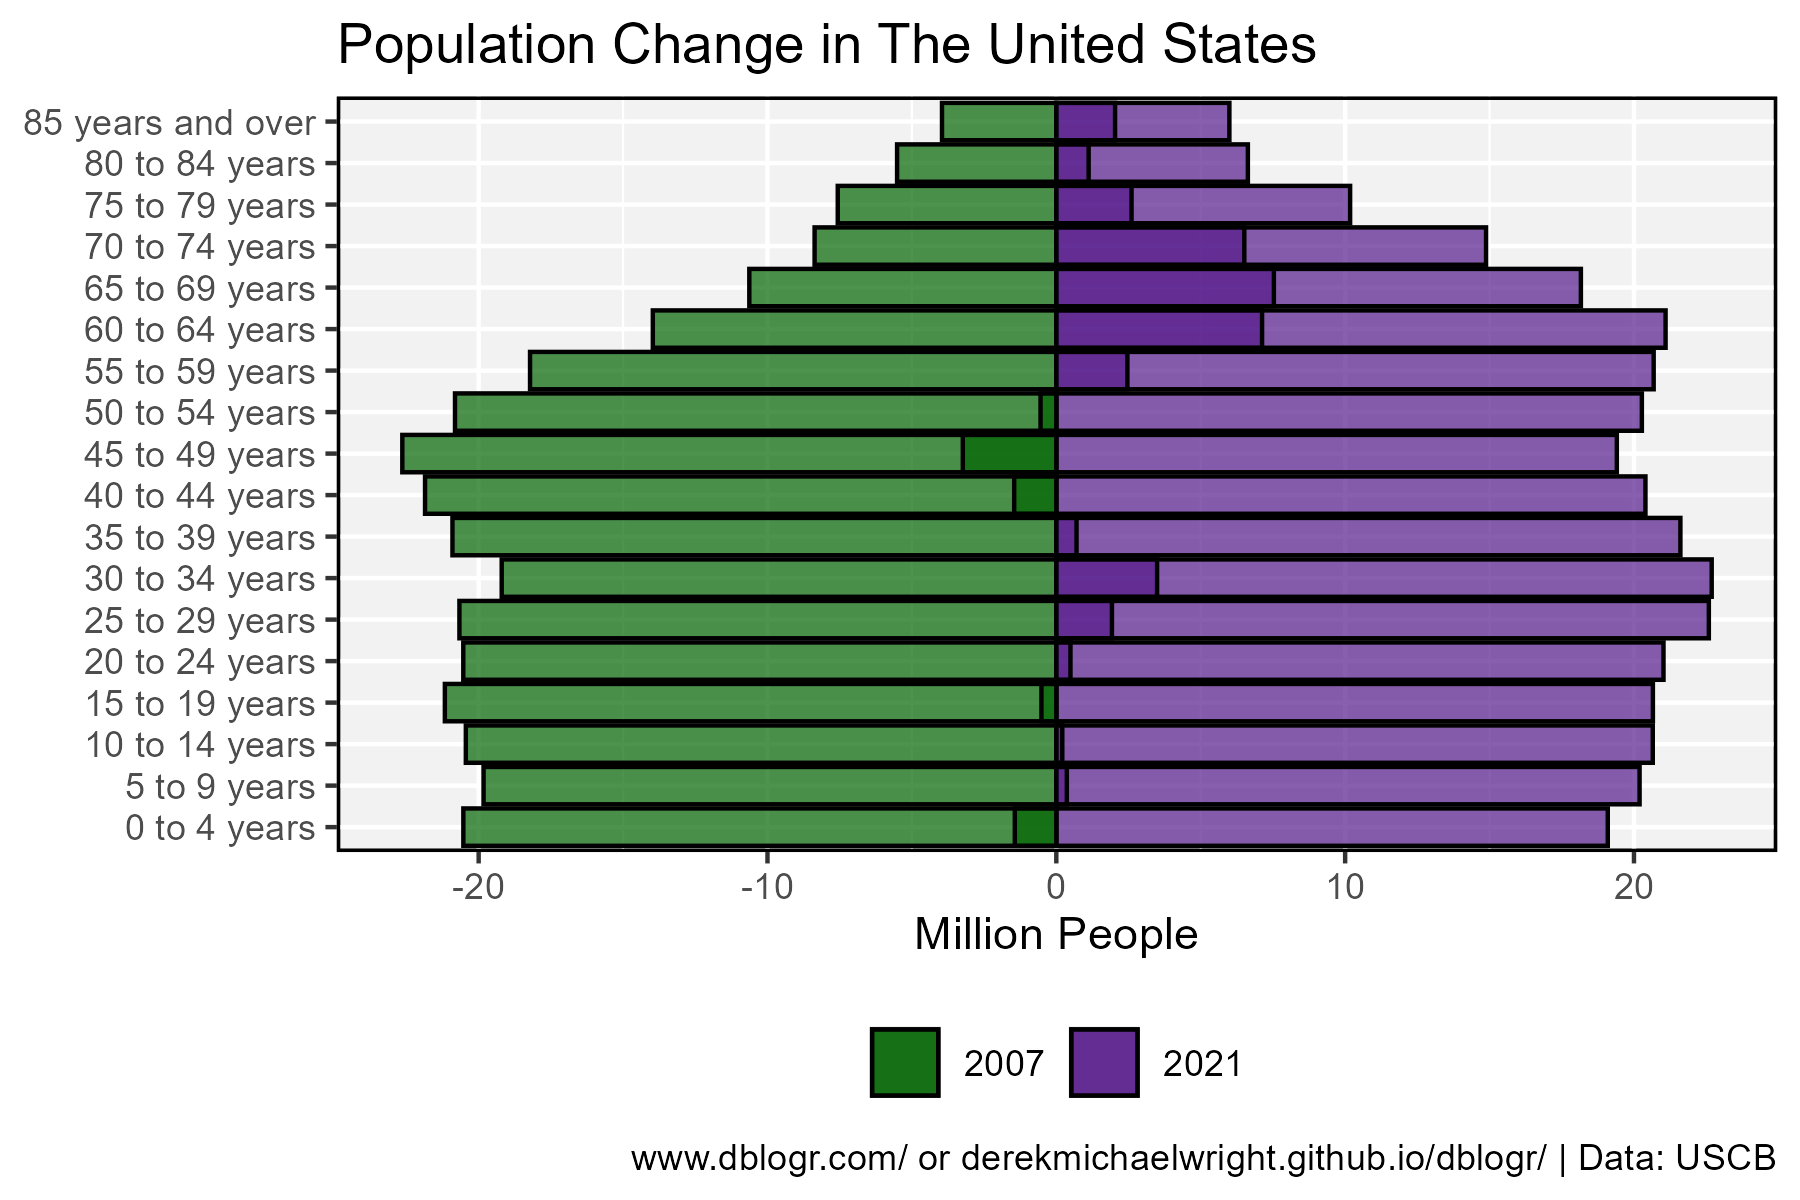 Population Change in The United States
85 years and over
80 to 84 years
75 to 79 years
70 to 74 years
65 to 69 years
60 to 64 years
55 to 59 years
50 to 54 years
45 to 49 years
40 to 44 years
35 to 39 years
30 to 34 years
25 to 29 years
20 to 24 years
15 to 19 years
10 to 14 years
5 to 9 years
0 to 4 years
-20 -10 0 10 20
Million People
2007 2021
www.dblogr.com/ or derekmichaelwright.github.io/dblogr/ | Data: USCB